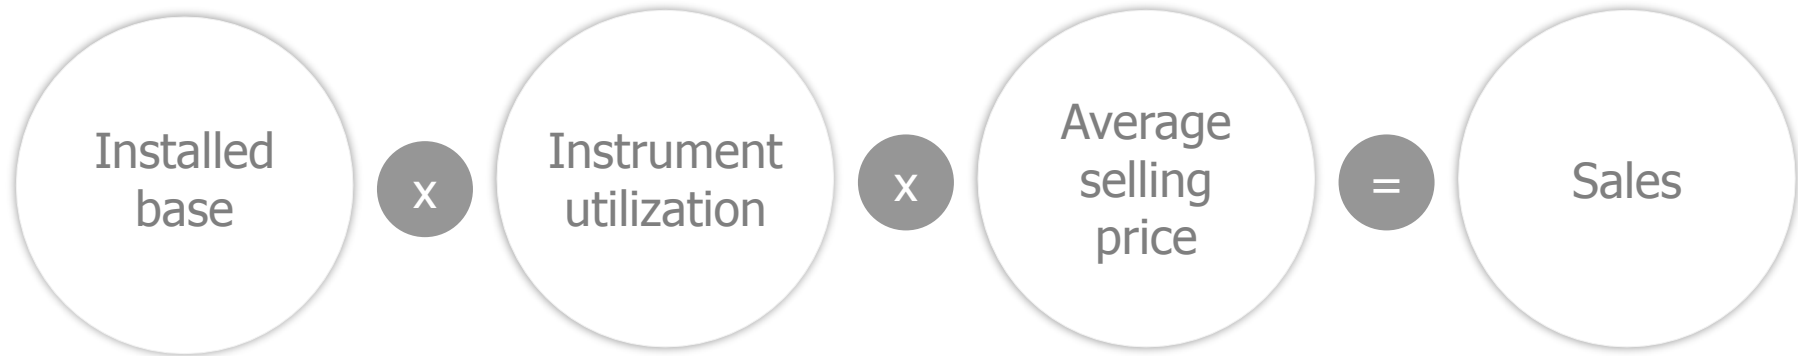 Installed
base
x
Instrument
utilization
x
Average
selling
price
=
Sales